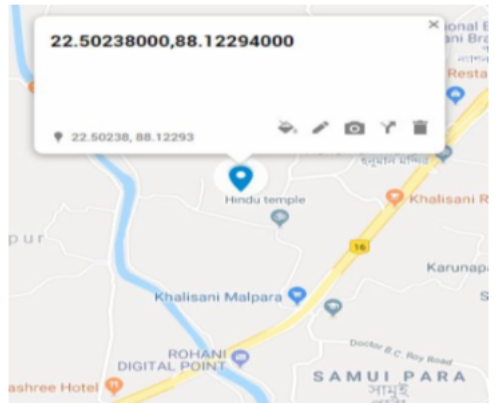 22.50238000,88.12294000
22.50238, 88.12293
Resta
Hindu temple
Khalisani R
16
pur
Karunap
Khalisani Malpara
Doctor B C Roy Road
ROHANI
DIGITAL POINT
SAMUI PARA
সামুই
ashree Hotel